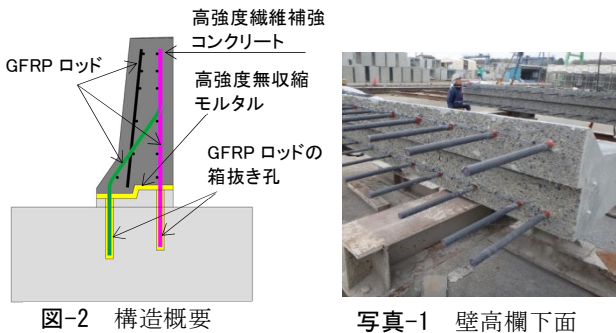 高強度繊維補強
コンクリート
GFRP ロッド
高強度無収縮
モルタル
GFRP ロッドの
箱抜き孔
図-2 構造概要
写真-1 壁高欄下面